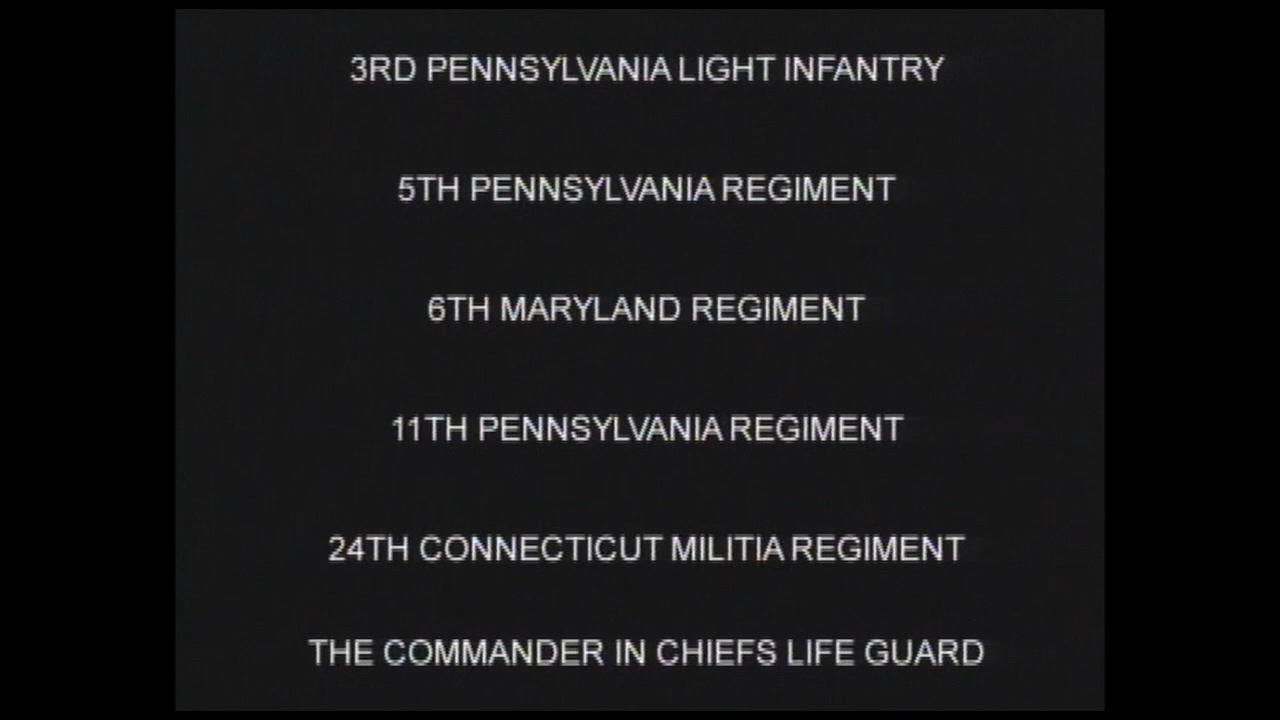 3RD PENNSYLVANIA LIGHT INFANTRY
5TH PENNSYLVANIA REGIMENT
6TH MARYLAND REGIMENT
11TH PENNSYLVANIA REGIMENT
24TH CONNECTICUT MILITIA REGIMENT
THE COMMANDER IN CHIEFS LIFE GUARD